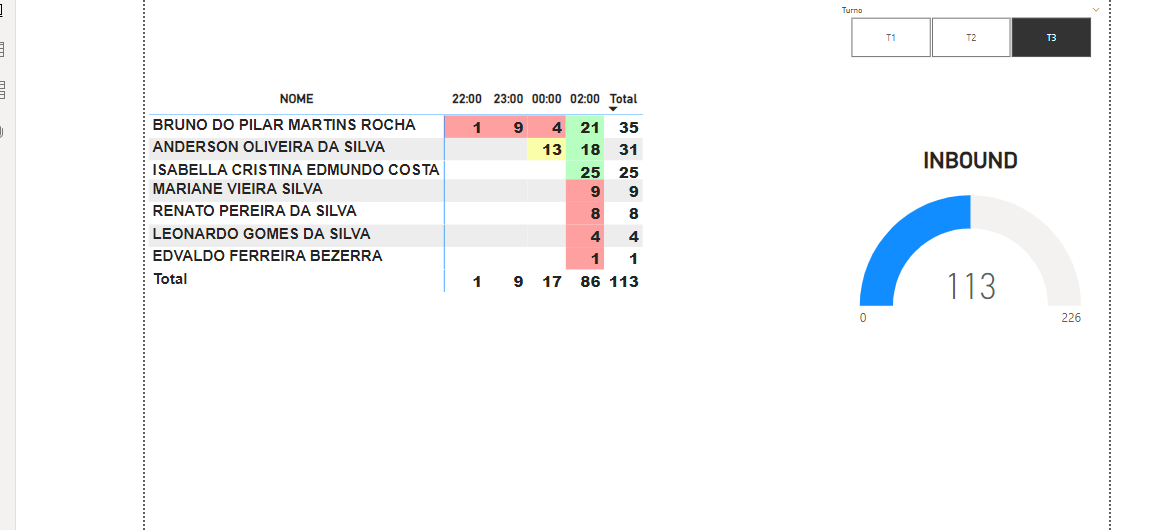 Turno
T1 T2 T3
NOME 22:00 23:00 00:00 02:00 Total
BRUNO DO PILAR MARTINS ROCHA 1 9 4 21 35
ANDERSON OLIVEIRA DA SILVA 13 18 31
ISABELLA CRISTINA EDMUNDO COSTA 25 25
MARIANE VIEIRA SILVA 9 9
RENATO PEREIRA DA SILVA 8 8
LEONARDO GOMES DA SILVA 4 4
EDVALDO FERREIRA BEZERRA 1 1
Total 1 9 17 86 113
INBOUND
113
0 226